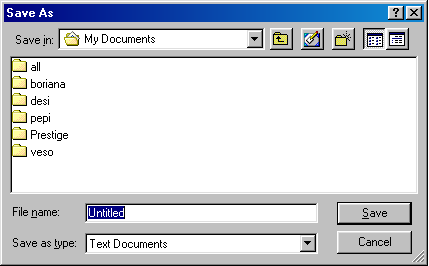 Save As
Save in: My Documents
all
boriana
desi
pepi
Prestige
veso
File name: Untitled Save
Save as type: Text Documents Cancel